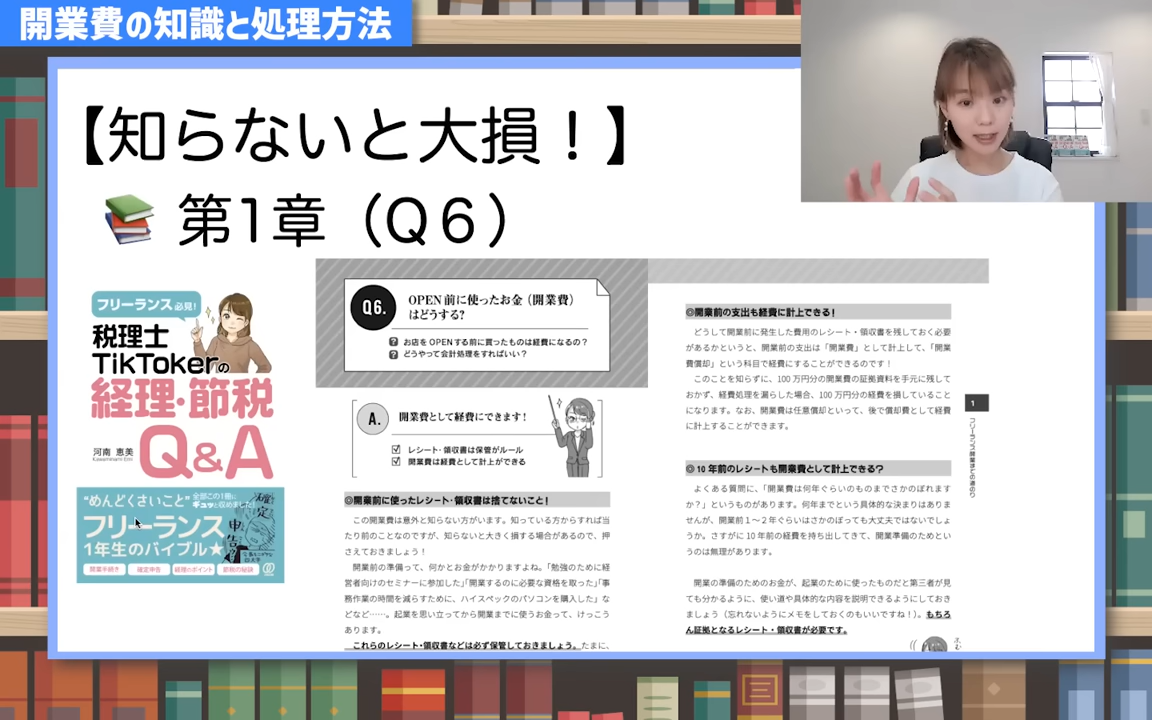 開業費の知識と処理方法
【知らないと大損！】
第1章（Q６）
フリーランス必見!
税理士
TikTokerの
経理・節税
Q&A
河南 恵美
"めんどくさいこと"
全部この1冊に
ギュッと収めました!
フリーランス
1年生のバイブル★
開業手続き
確定申告
経理のポイント
節税の秘訣
Q6.
OPEN前に使ったお金（開業費）
はどうする?
お店をOPENする前に買ったものは経費になるの?
どうやって会計処理をすればいい?
A.
開業費として経費にできます!
レシート・領収書は保管がルール
開業費は経費として計上ができる
◎開業前に使ったレシート・領収書は捨てないこと!
この開業費は意外と知らない方がいます。知っている方からすれば当
たり前のことなのですが、知らないと大きく損する場合があるので、押
さえておきましょう！
開業前の準備って、何かとお金がかかりますよね。「勉強のために経
営者向けのセミナーに参加した」「開業するのに必要な資格を取った」「事
務作業の時間を減らすために、ハイスペックのパソコンを購入した」な
どなど……。起業を思い立ってから開業までに使うお金って、けっこう
あります。
これらのレシート・領収書などは必ず保管しておきましょう。たまに、
◎開業前の支出も経費に計上できる!
どうして開業前に発生した費用のレシート・領収書を残しておく必要
があるかというと、開業前の支出は「開業費」として計上して、「開業
費償却」という科目で経費にすることができるのです！
このことを知らずに、100万円分の開業費の証拠資料を手元に残して
おかず、経費処理を漏らした場合、100万円分の経費を損していること
になります。なお、開業費は任意償却といって、後で償却費として経費
に計上することができます。
◎10年前のレシートも開業費として計上できる?
よくある質問に、「開業費は何年ぐらいのものまでさかのぼれます
か？」というものがあります。何年までという具体的な決まりはありま
せんが、開業前1〜2年ぐらいはさかのぼっても大丈夫ではないでしょ
うか。さすがに10年前の経費を持ち出してきて、開業準備のためとい
うのは無理があります。
開業の準備のためのお金が、起業のために使ったものだと第三者が見
ても分かるように、使い道や具体的な内容を説明できるようにしておき
ましょう（忘れないようにメモをしておくのもいいですね！）。もちろ
ん証拠となるレシート・領収書が必要です。
1
フリーランス開業までの道のり